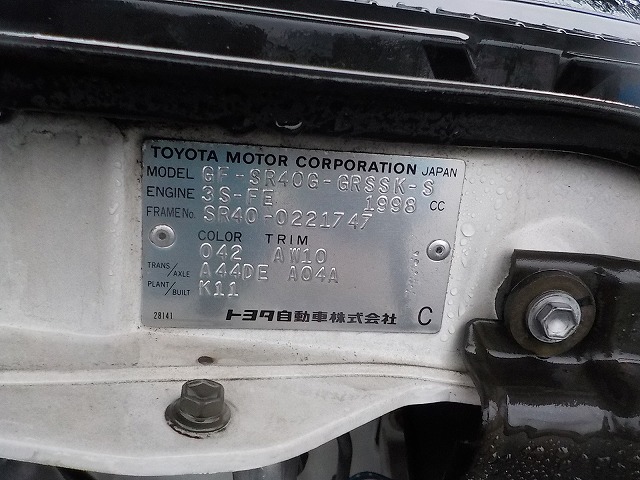 TOYOTA MOTOR CORPORATION JAPAN
MODEL GF-SR40G-GRSSK-S
ENGINE 3S-FE 1998 CC
FRAME No. SR40-0221747
COLOR TRIM
042 AW10
TRANS/AXLE A44DE A04A
PLANT/BUILT K11
28141 トヨタ自動車株式会社 C